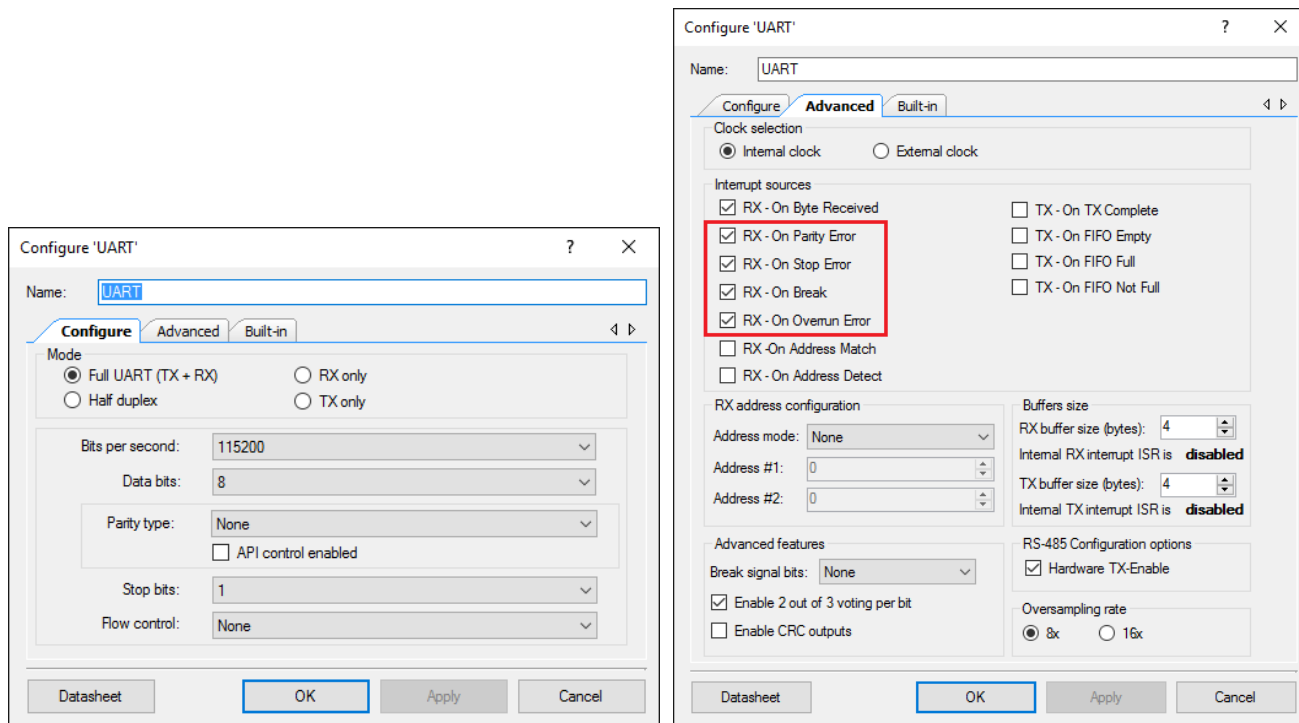 Configure 'UART'
?
Name:
UART
Configure
Advanced
Built-in
Mode
Full UART (TX + RX)
RX only
Half duplex
TX only
Bits per second:
115200
Data bits:
8
Parity type:
None
API control enabled
Stop bits:
1
Flow control:
None
Datasheet
OK
Apply
Cancel
Configure 'UART'
?
Name:
UART
Configure
Advanced
Built-in
Clock selection
Internal clock
External clock
Interrupt sources
RX - On Byte Received
TX - On TX Complete
RX - On Parity Error
TX - On FIFO Empty
RX - On Stop Error
TX - On FIFO Full
RX - On Break
TX - On FIFO Not Full
RX - On Overrun Error
RX -On Address Match
RX - On Address Detect
RX address configuration
Address mode:
None
Address #1:
0
Address #2:
0
Buffers size
RX buffer size (bytes):
4
Internal RX interrupt ISR is disabled
TX buffer size (bytes):
4
Internal TX interrupt ISR is disabled
Advanced features
Break signal bits:
None
Enable 2 out of 3 voting per bit
Enable CRC outputs
RS-485 Configuration options
Hardware TX-Enable
Oversampling rate
8x
16x
Datasheet
OK
Apply
Cancel